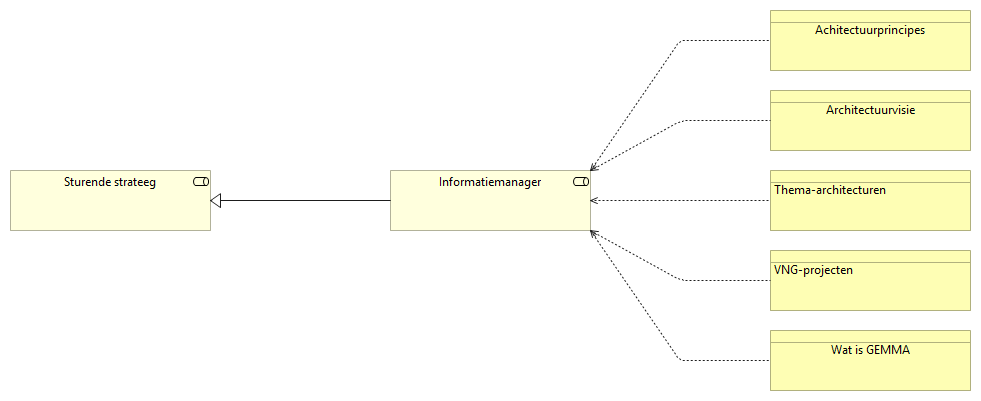 Achitectuurprincipes
Architectuurvisie
Sturende strateeg
Informatiemanager
Thema-architecturen
VNG-projecten
Wat is GEMMA